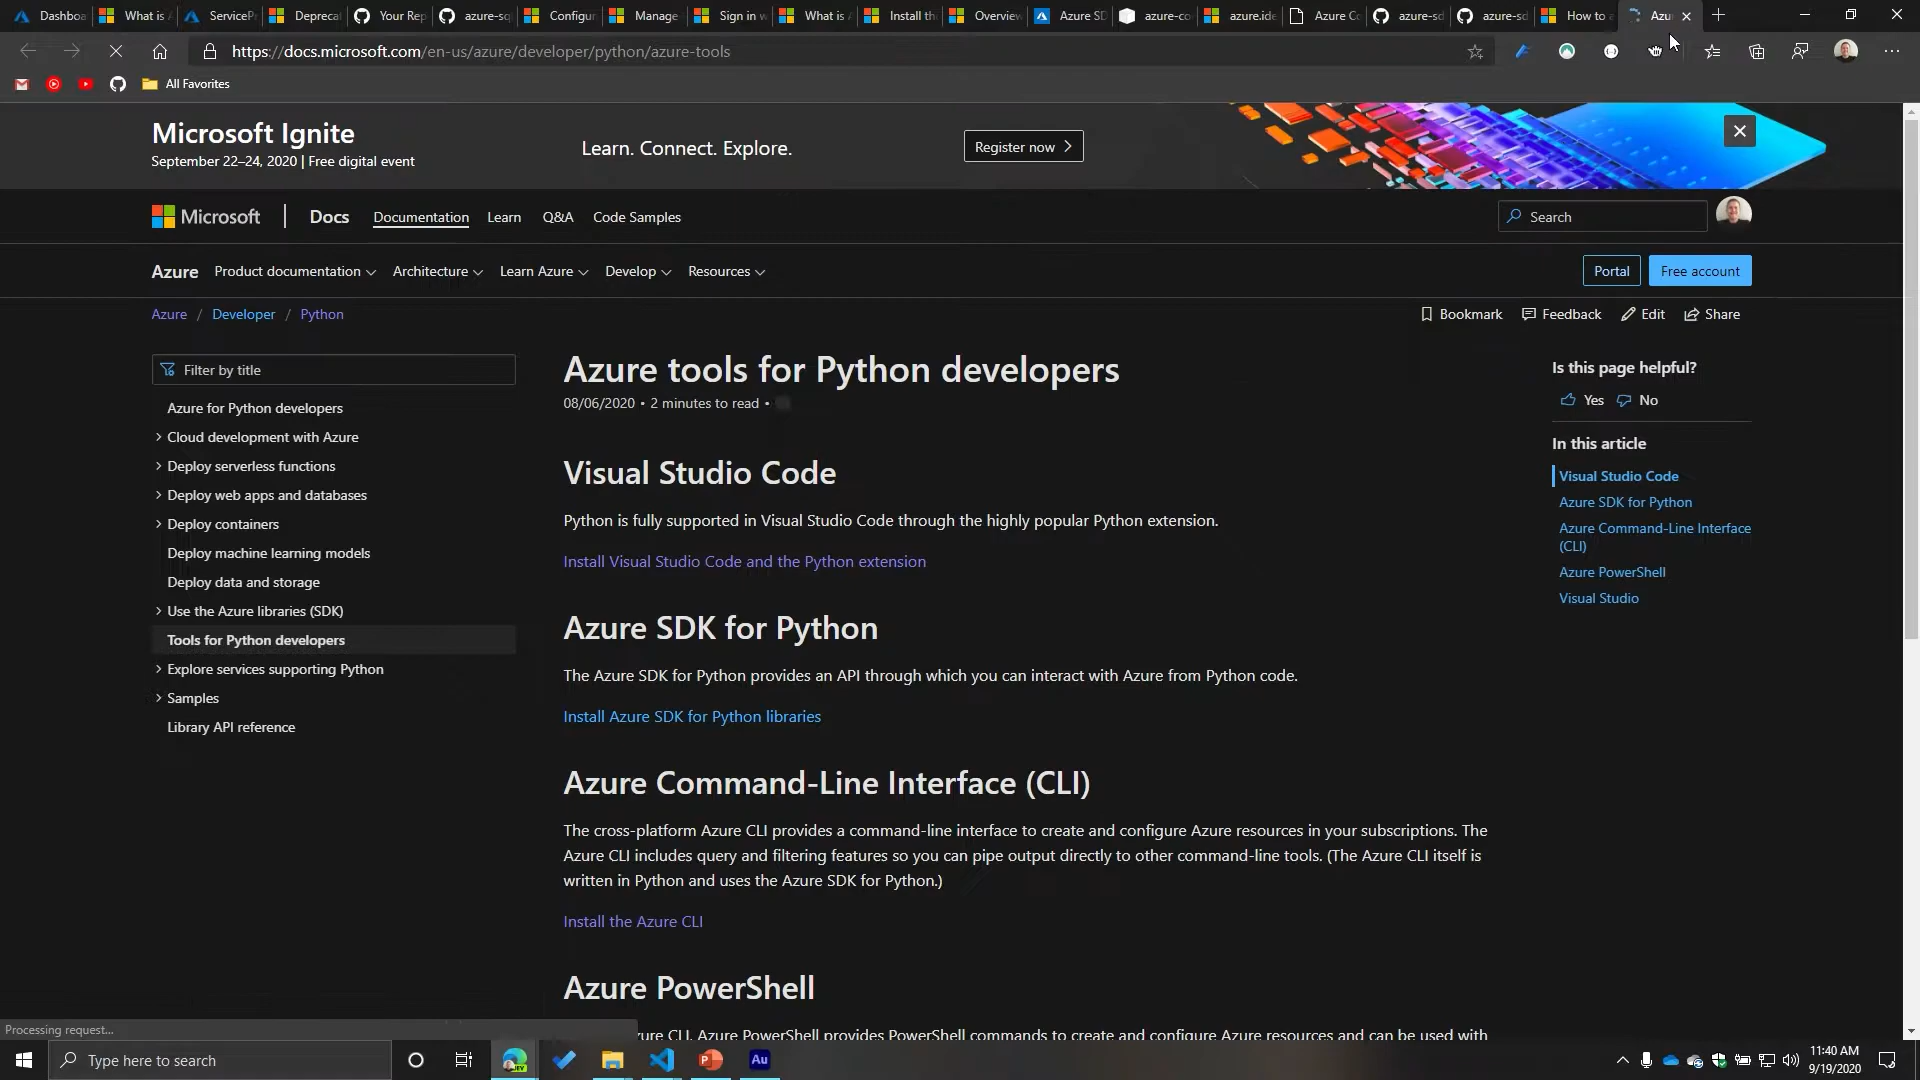 Dashbo
What is
ServiceP
Depreca
Your Rep
azure-sq
Configu
Manage
Sign in w
What is
Install th
Overview
Azure SD
azure-co
azure.ide
Azure Co
azure-sd
azure-sd
How to a
Azu
https://docs.microsoft.com/en-us/azure/developer/python/azure-tools
All Favorites
Microsoft Ignite
September 22–24, 2020 | Free digital event
Learn. Connect. Explore.
Register now
Microsoft
Docs
Documentation
Learn
Q&A
Code Samples
Search
Azure
Product documentation
Architecture
Learn Azure
Develop
Resources
Portal
Free account
Azure / Developer / Python
Bookmark
Feedback
Edit
Share
Filter by title
Azure for Python developers
Cloud development with Azure
Deploy serverless functions
Deploy web apps and databases
Deploy containers
Deploy machine learning models
Deploy data and storage
Use the Azure libraries (SDK)
Tools for Python developers
Explore services supporting Python
Samples
Library API reference
Azure tools for Python developers
08/06/2020 • 2 minutes to read •
Visual Studio Code
Python is fully supported in Visual Studio Code through the highly popular Python extension.
Install Visual Studio Code and the Python extension
Azure SDK for Python
The Azure SDK for Python provides an API through which you can interact with Azure from Python code.
Install Azure SDK for Python libraries
Azure Command-Line Interface (CLI)
The cross-platform Azure CLI provides a command-line interface to create and configure Azure resources in your subscriptions. The
Azure CLI includes query and filtering features so you can pipe output directly to other command-line tools. (The Azure CLI itself is
written in Python and uses the Azure SDK for Python.)
Install the Azure CLI
Azure PowerShell
zure CLI, Azure PowerShell provides PowerShell commands to create and configure Azure resources and can be used with
Is this page helpful?
Yes
No
In this article
Visual Studio Code
Azure SDK for Python
Azure Command-Line Interface
(CLI)
Azure PowerShell
Visual Studio
Processing request...
Type here to search
Au
11:40 AM
9/19/2020